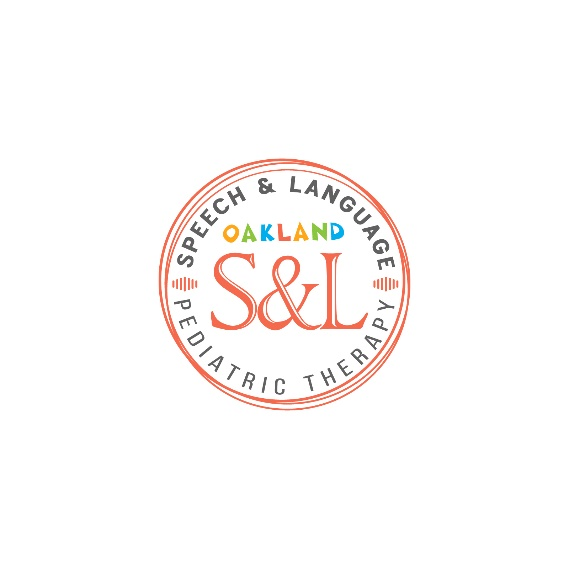 SPEECH & LANGUAGE
OAKLAND
S&L
PEDIATRIC THERAPY